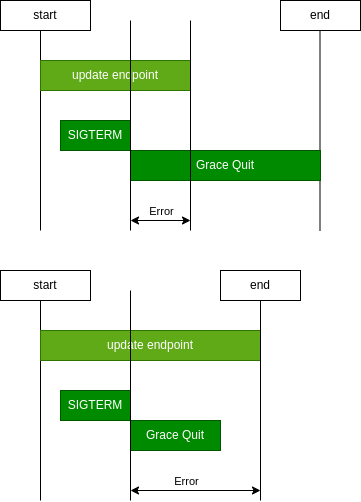 start
end
update endpoint
SIGTERM
Grace Quit
Error
start
end
update endpoint
SIGTERM
Grace Quit
Error